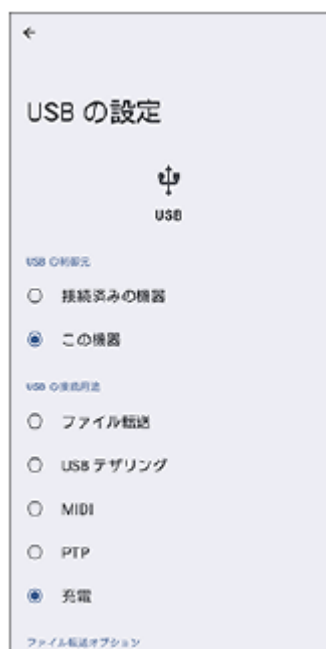 USB の設定
USB
USB の制御元
接続済みの機器
この機器
USB の接続用途
ファイル転送
USB テザリング
MIDI
PTP
充電
ファイル転送オプション